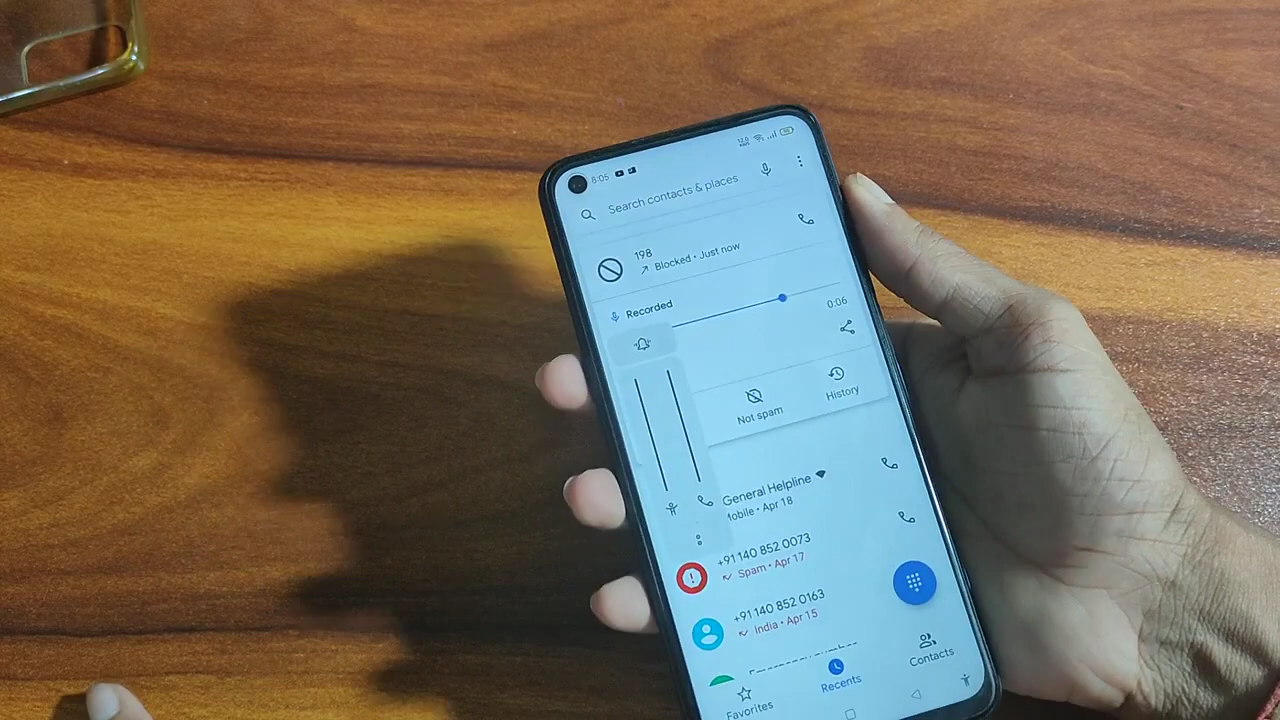 8:05
Search contacts & places
198
Blocked • Just now
Recorded
0:06
Not spam
History
General Helpline
Mobile • Apr 18
+91 140 852 0073
Spam • Apr 17
+91 140 852 0163
India • Apr 15
Favorites
Recents
Contacts